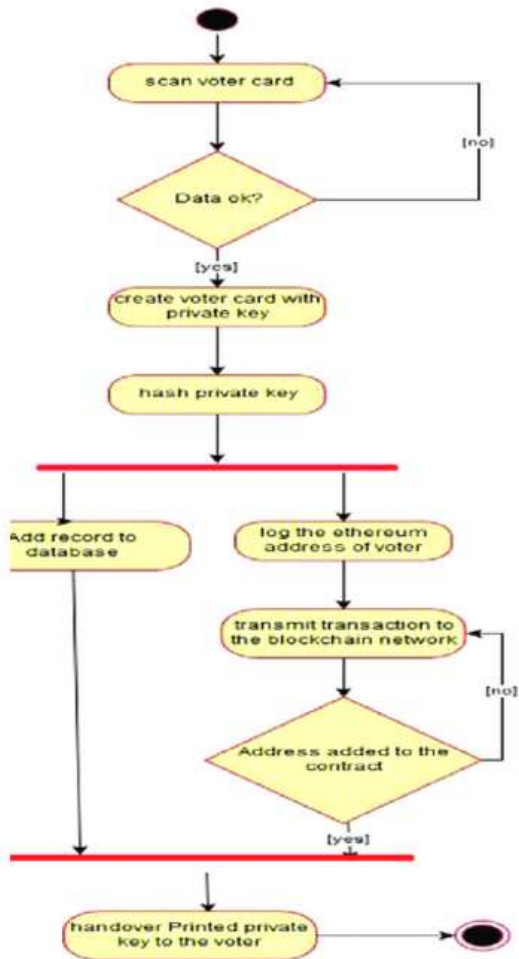 scan voter card
[no]
Data ok?
[yes]
create voter card with
private key
hash private key
Add record to
database
log the ethereum
address of voter
transmit transaction to
the blockchain network
[no]
Address added to the
contract
[yes]
handover Printed private
key to the voter